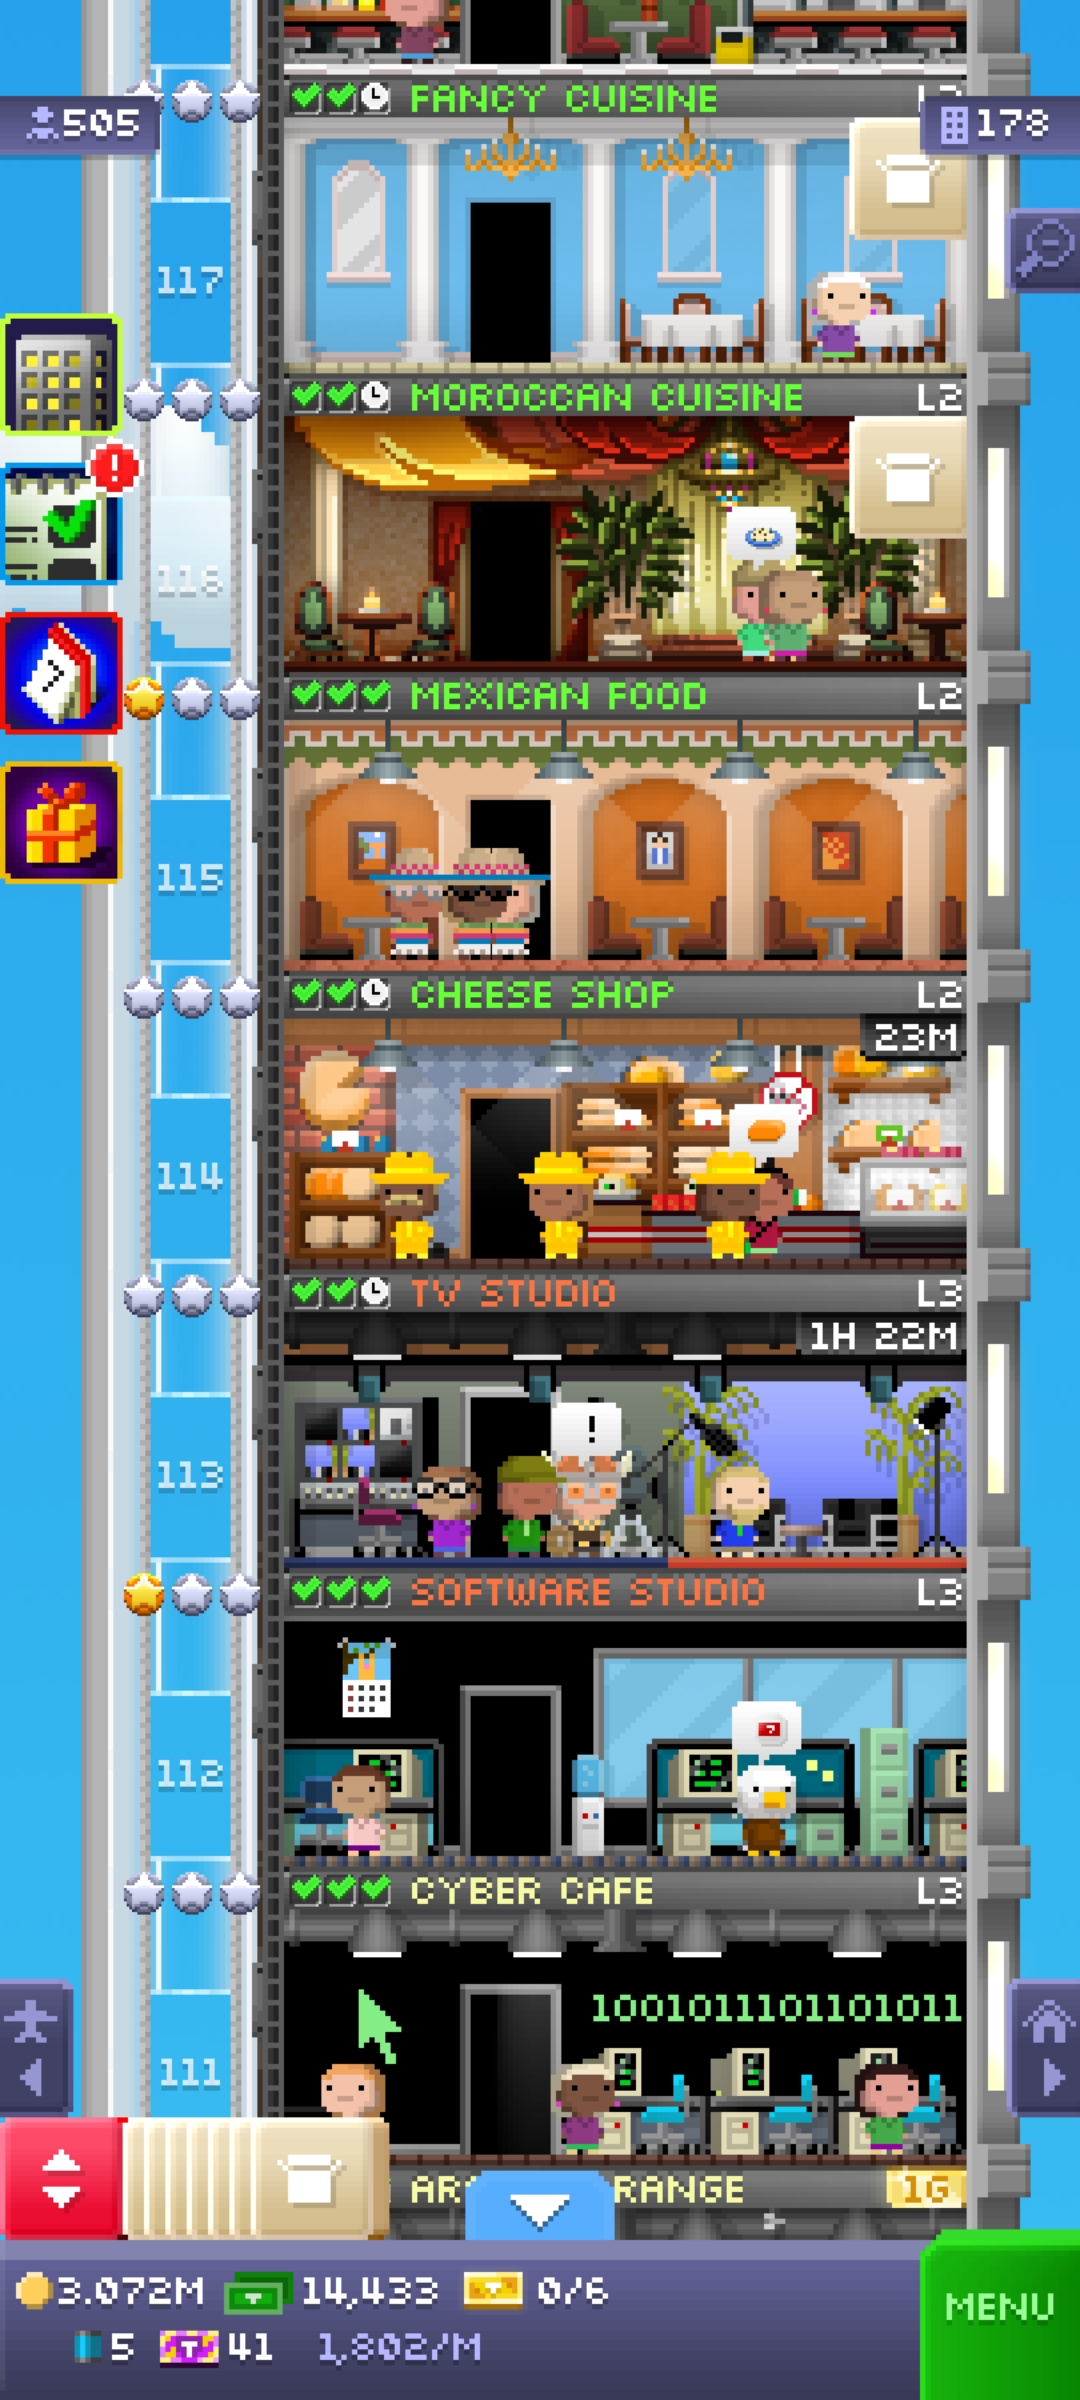 FANCY CUISINE
505
178
117
MOROCCAN CUISINE L2
116
MEXICAN FOOD L2
115
CHEESE SHOP L2
23M
114
TV STUDIO L3
1H 22M
!
113
SOFTWARE STUDIO L3
112
CYBER CAFE L3
1001011101101011
111
RANGE 1G
3.072M 14,433 0/6
5 41 1,802/M
MENU